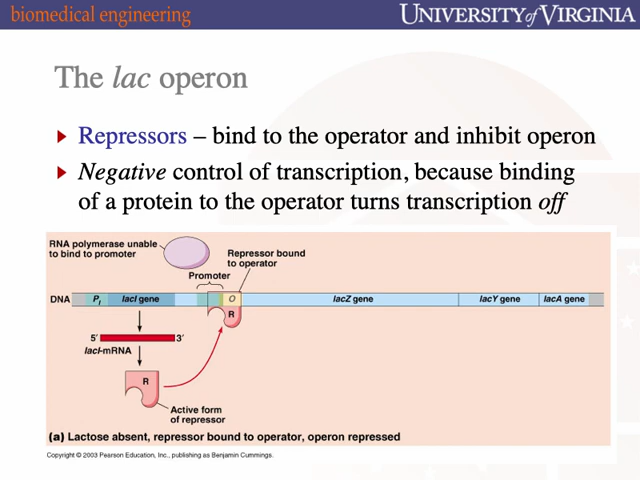 biomedical engineering
UNIVERSITY of VIRGINIA
The lac operon
Repressors – bind to the operator and inhibit operon
Negative control of transcription, because binding
of a protein to the operator turns transcription off
RNA polymerase unable
to bind to promoter
Repressor bound
to operator
Promoter
DNA PI lacI gene O lacZ gene lacY gene lacA gene
R
5′ 3′
lacI-mRNA
R
Active form
of repressor
(a) Lactose absent, repressor bound to operator, operon repressed
Copyright © 2003 Pearson Education, Inc., publishing as Benjamin Cummings.